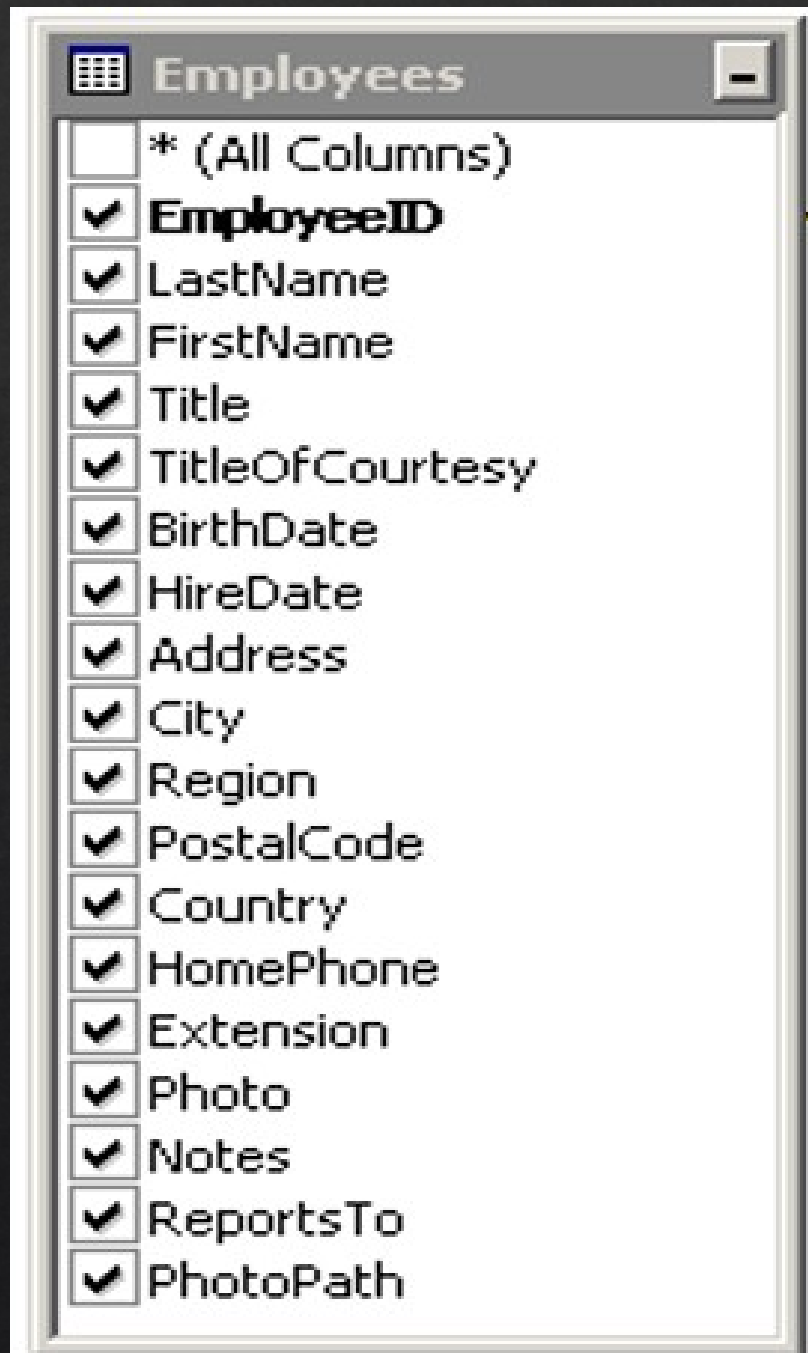 Employees
* (All Columns)
EmployeeID
LastName
FirstName
Title
TitleOfCourtesy
BirthDate
HireDate
Address
City
Region
PostalCode
Country
HomePhone
Extension
Photo
Notes
ReportsTo
PhotoPath